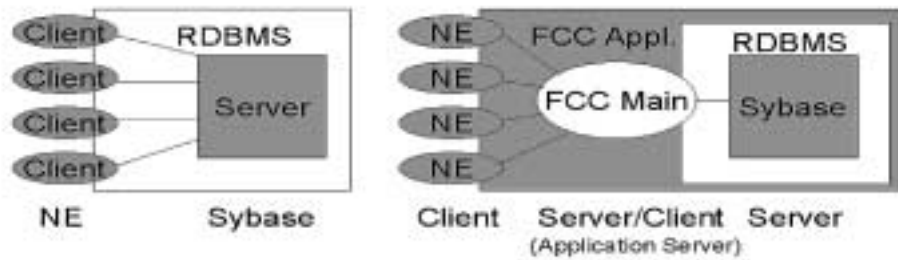 Client
Client
Client
Client
RDBMS
Server
NE
Sybase
NE
NE
NE
NE
FCC Appl.
FCC Main
RDBMS
Sybase
Client
Server/Client
(Application Server)
Server